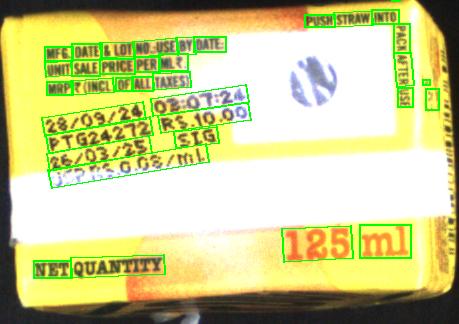 PUSH STRAW INTO
PACK AFTER USE
MFG. DATE & LOT NO.: USE BY DATE:
UNIT SALE PRICE PER ML ₹
MRP ₹ (INCL. OF ALL TAXES)
28/09/24 02:07:24
PTG24272 RS.10.00
26/03/25 SIG
USP RS.0.08/ml
125 ml
NET QUANTITY